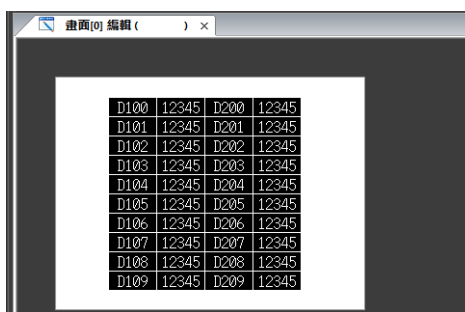 畫面[0] 編輯 ( ) ×
D100 12345 D200 12345
D101 12345 D201 12345
D102 12345 D202 12345
D103 12345 D203 12345
D104 12345 D204 12345
D105 12345 D205 12345
D106 12345 D206 12345
D107 12345 D207 12345
D108 12345 D208 12345
D109 12345 D209 12345